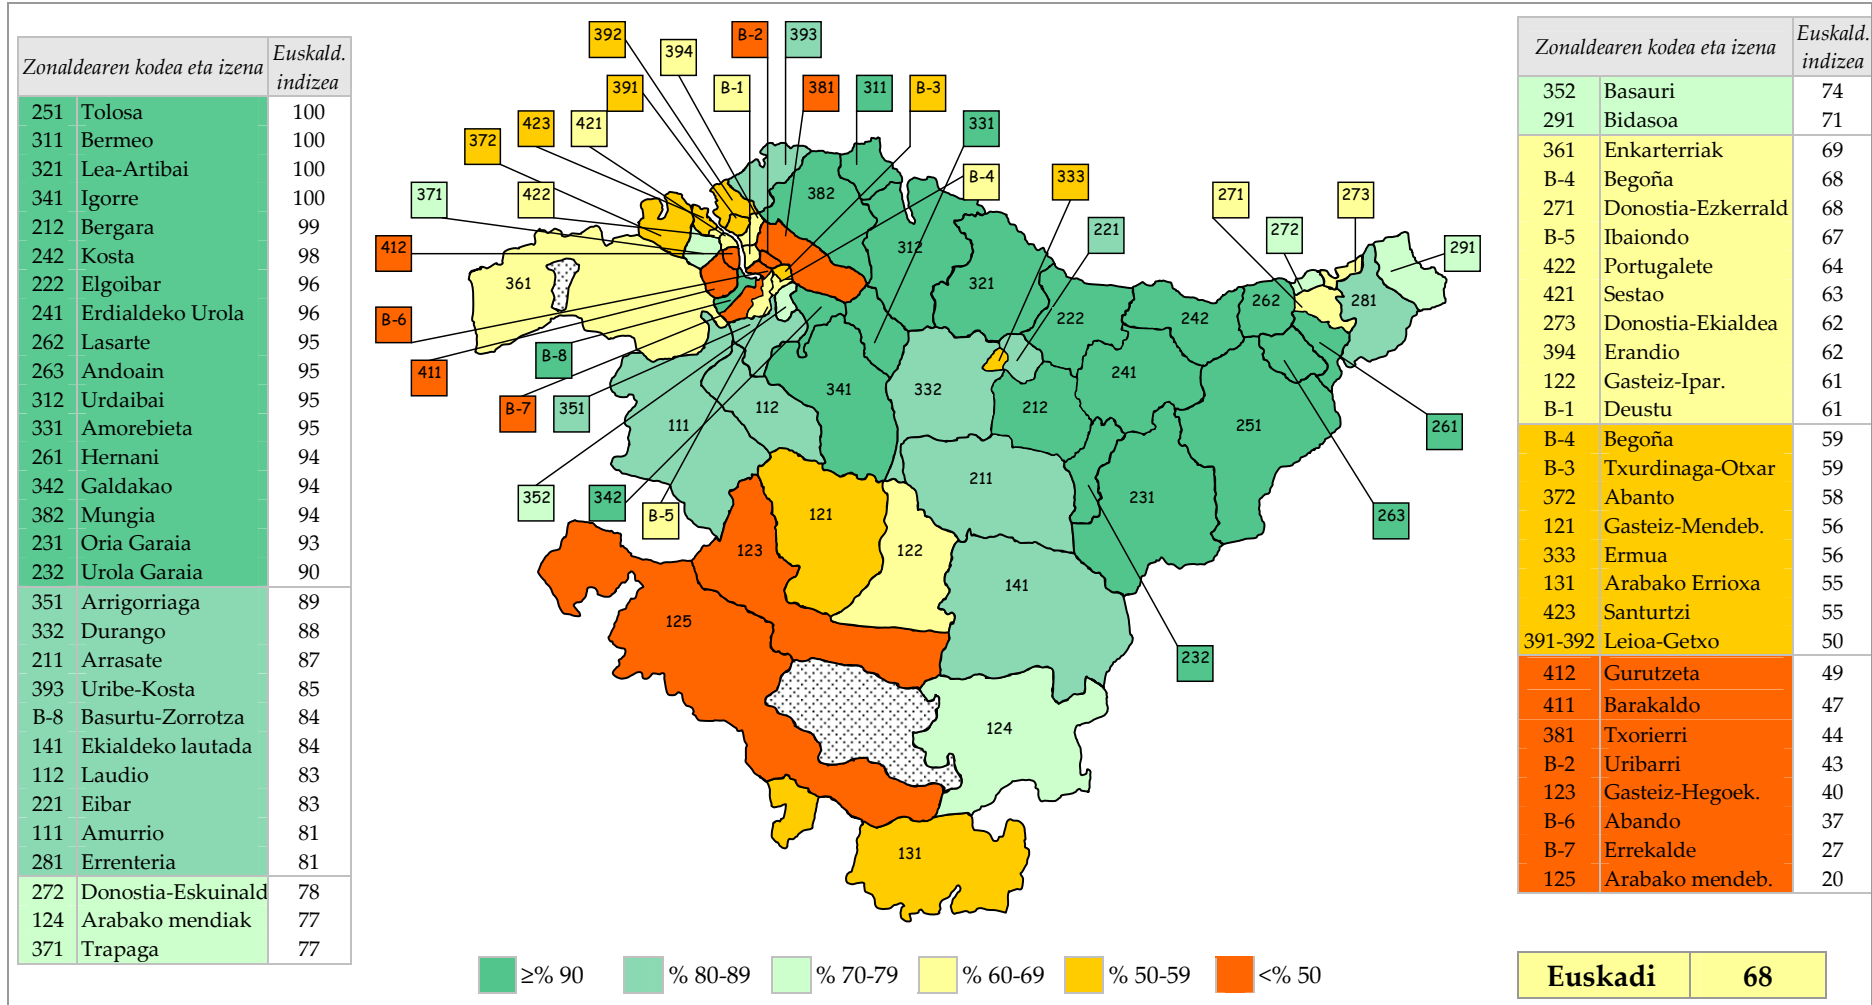 Zonaldearen kodea eta izena Euskald. indizea
251 Tolosa 100
311 Bermeo 100
321 Lea-Artibai 100
341 Igorre 100
212 Bergara 99
242 Kosta 98
222 Elgoibar 96
241 Erdialdeko Urola 96
262 Lasarte 95
263 Andoain 95
312 Urdaibai 95
331 Amorebieta 95
261 Hernani 94
342 Galdakao 94
382 Mungia 94
231 Oria Garaia 93
232 Urola Garaia 90
351 Arrigorriaga 89
332 Durango 88
211 Arrasate 87
393 Uribe-Kosta 85
B-8 Basurtu-Zorrotza 84
141 Ekialdeko lautada 84
112 Laudio 83
221 Eibar 83
111 Amurrio 81
281 Errenteria 81
272 Donostia-Eskuinald 78
124 Arabako mendiak 77
371 Trapaga 77
392
394
B-2
393
391
B-1
381
311
B-3
423
421
331
372
371
422
B-4
333
271
273
382
412
312
221
272
291
361
321
262
281
B-6
222
242
B-8
411
341
332
241
B-7
351
112
111
212
251
261
352
342
B-5
211
231
263
121
123
122
141
125
232
124
131
≥% 90
% 80-89
% 70-79
% 60-69
% 50-59
<% 50
Zonaldearen kodea eta izena Euskald. indizea
352 Basauri 74
291 Bidasoa 71
361 Enkarterriak 69
B-4 Begoña 68
271 Donostia-Ezkerrald 68
B-5 Ibaiondo 67
422 Portugalete 64
421 Sestao 63
273 Donostia-Ekialdea 62
394 Erandio 62
122 Gasteiz-Ipar. 61
B-1 Deustu 61
B-4 Begoña 59
B-3 Txurdinaga-Otxar 59
372 Abanto 58
121 Gasteiz-Mendeb. 56
333 Ermua 56
131 Arabako Errioxa 55
423 Santurtzi 55
391-392 Leioa-Getxo 50
412 Gurutzeta 49
411 Barakaldo 47
381 Txorierri 44
B-2 Uribarri 43
123 Gasteiz-Hegoek. 40
B-6 Abando 37
B-7 Errekalde 27
125 Arabako mendeb. 20
Euskadi 68